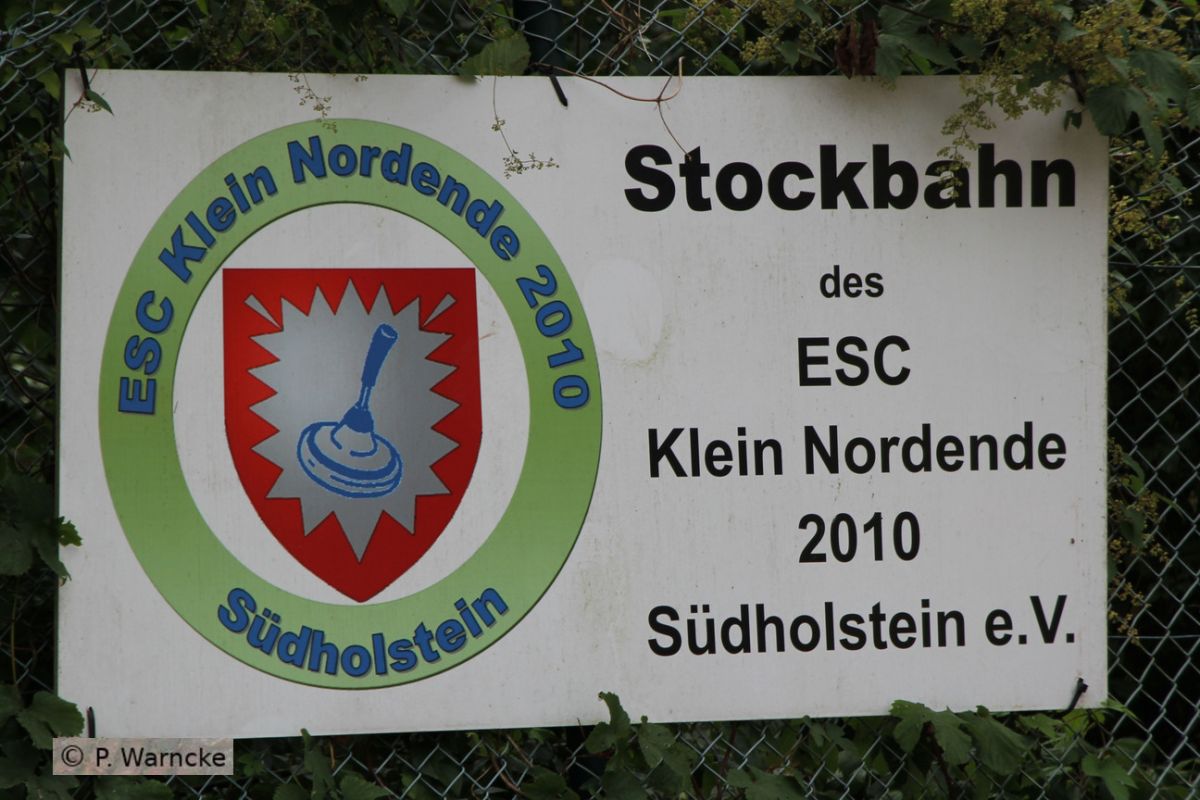 ESC Klein Nordende 2010
Südholstein
Stockbahn
des
ESC
Klein Nordende
2010
Südholstein e.V.
© P. Warncke